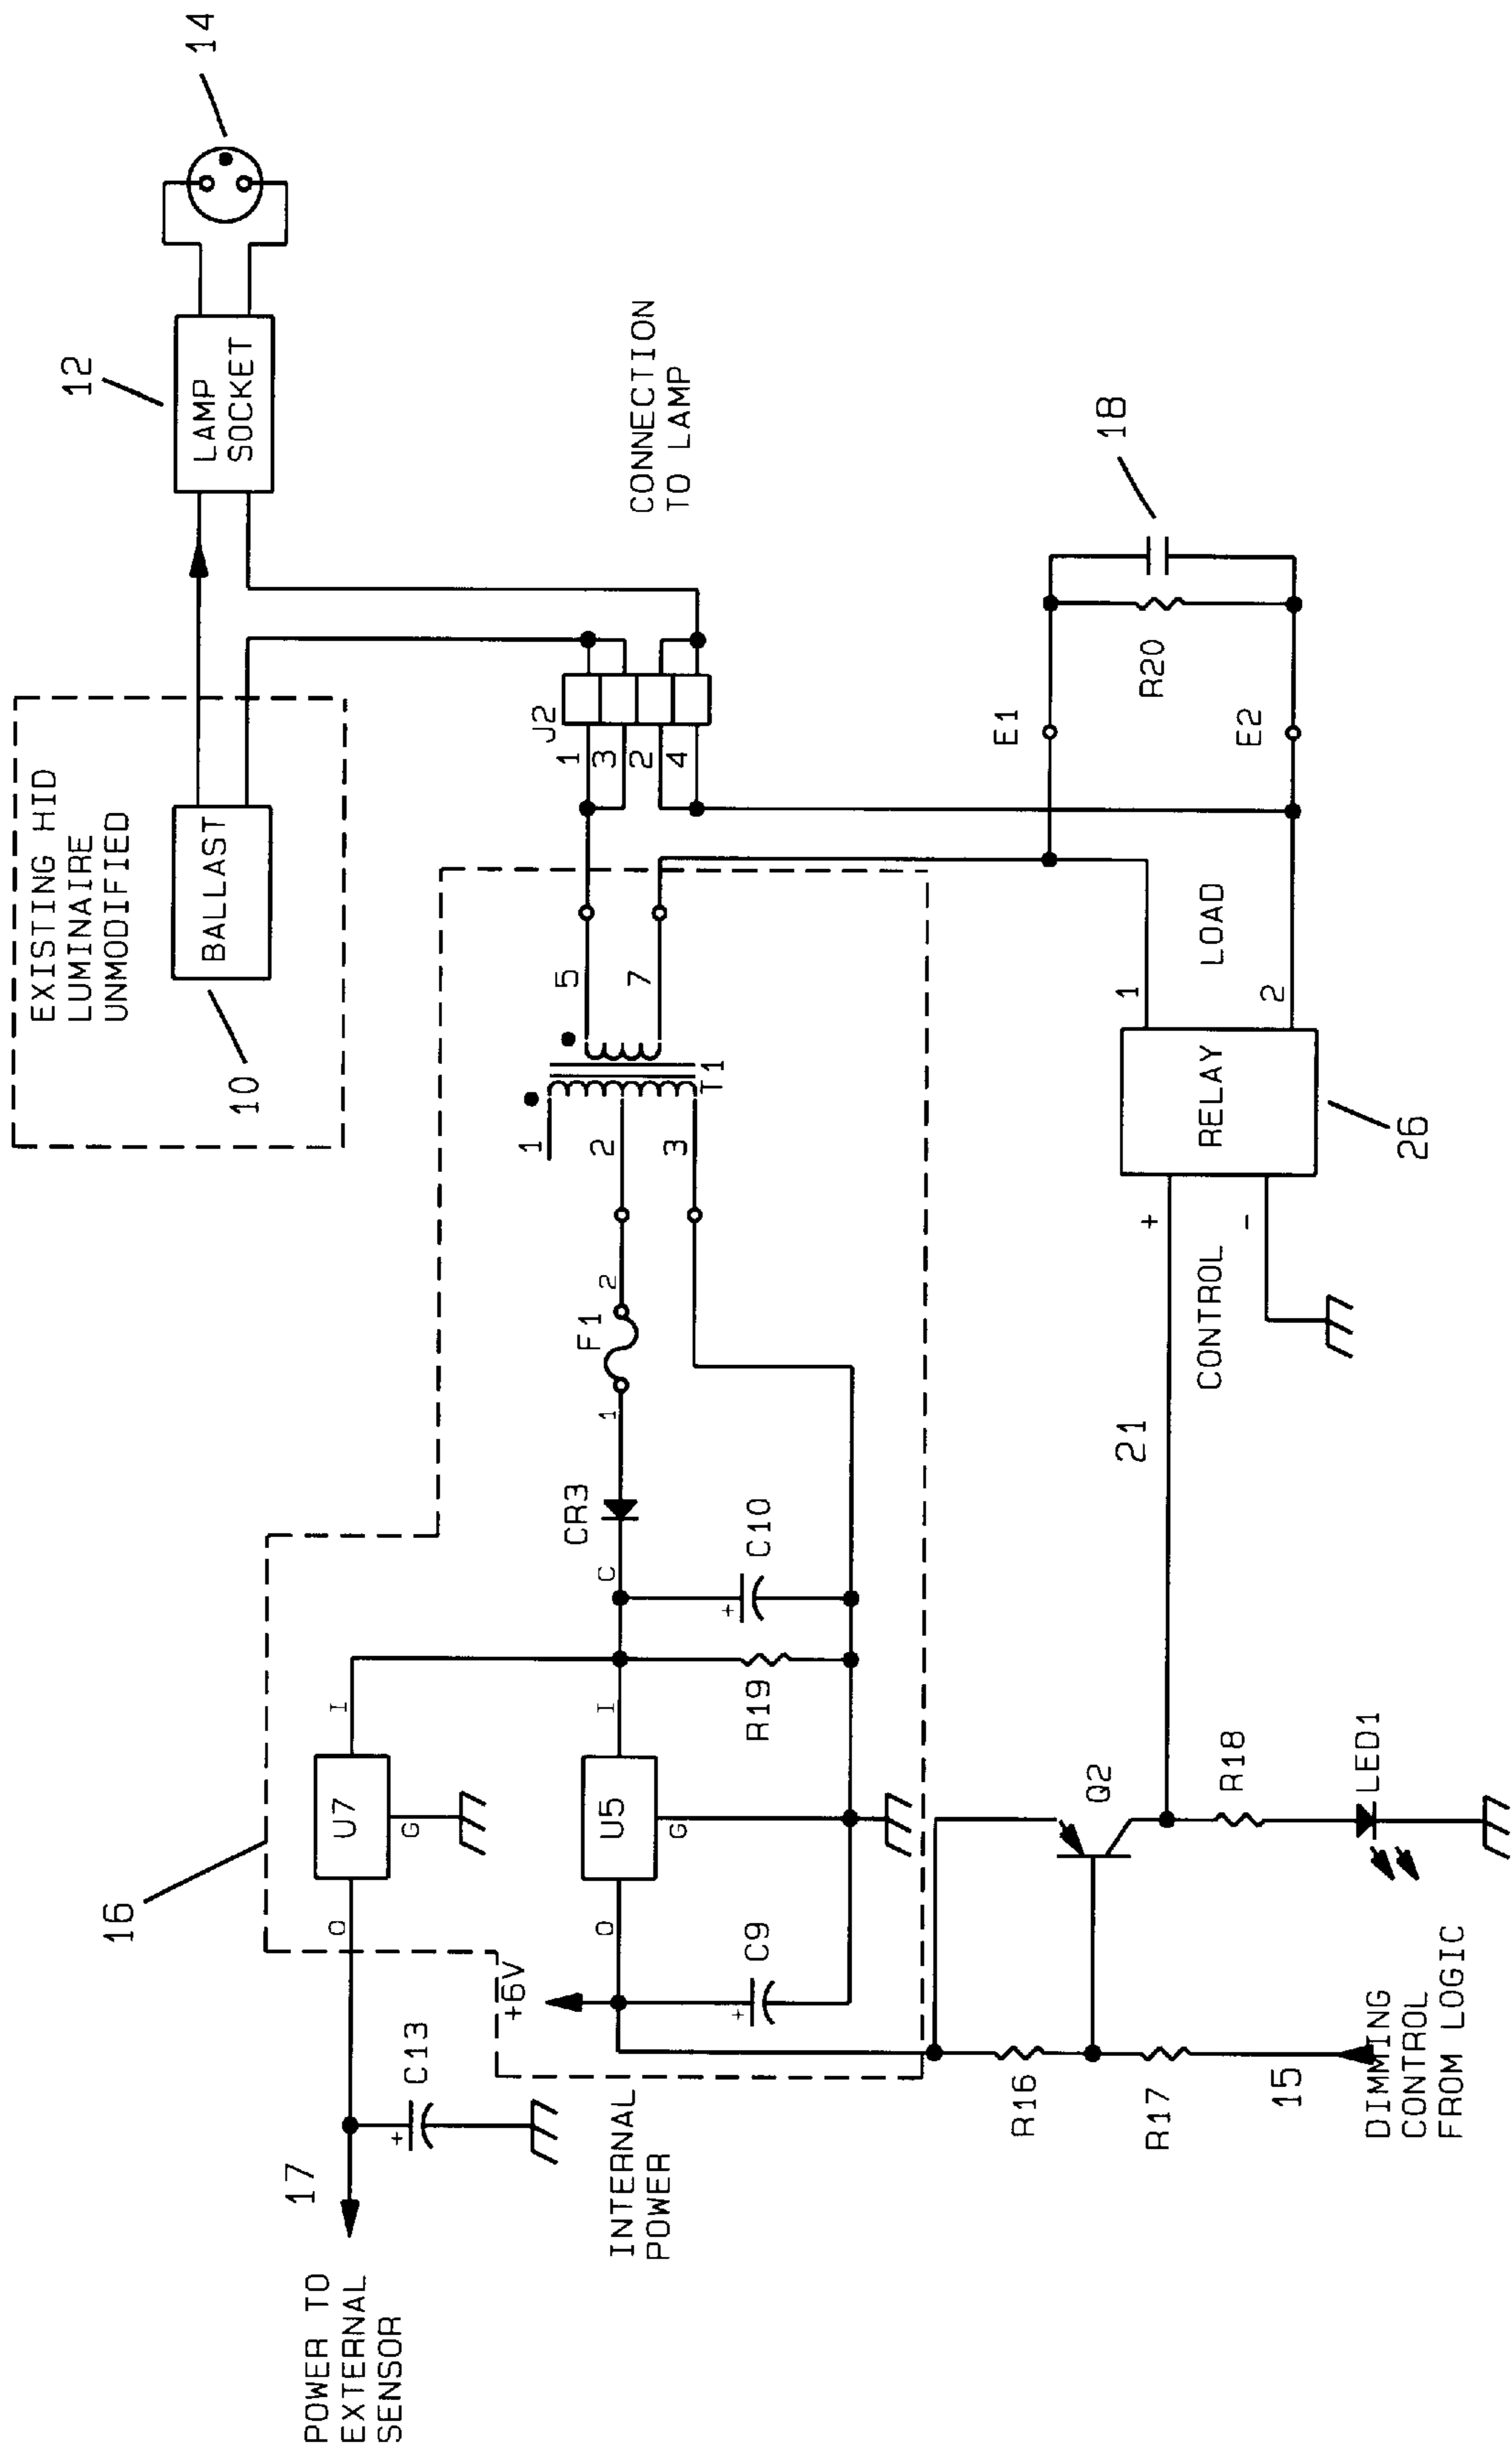 EXISTING HID
LUMINAIRE
UNMODIFIED
BALLAST
10
12
LAMP
SOCKET
14
16
17
POWER TO
EXTERNAL
SENSOR
C13
+
O
U7
I
G
INTERNAL
POWER
+6V
C9
+
O
U5
I
G
R19
C
C10
+
CR3
1
F1
2
1
2
3
T1
5
7
J2
1
3
2
4
CONNECTION
TO LAMP
E1
E2
R20
18
R16
R17
15
DIMMING
CONTROL
FROM LOGIC
Q2
R18
LED1
21
CONTROL
+
-
RELAY
26
1
2
LOAD